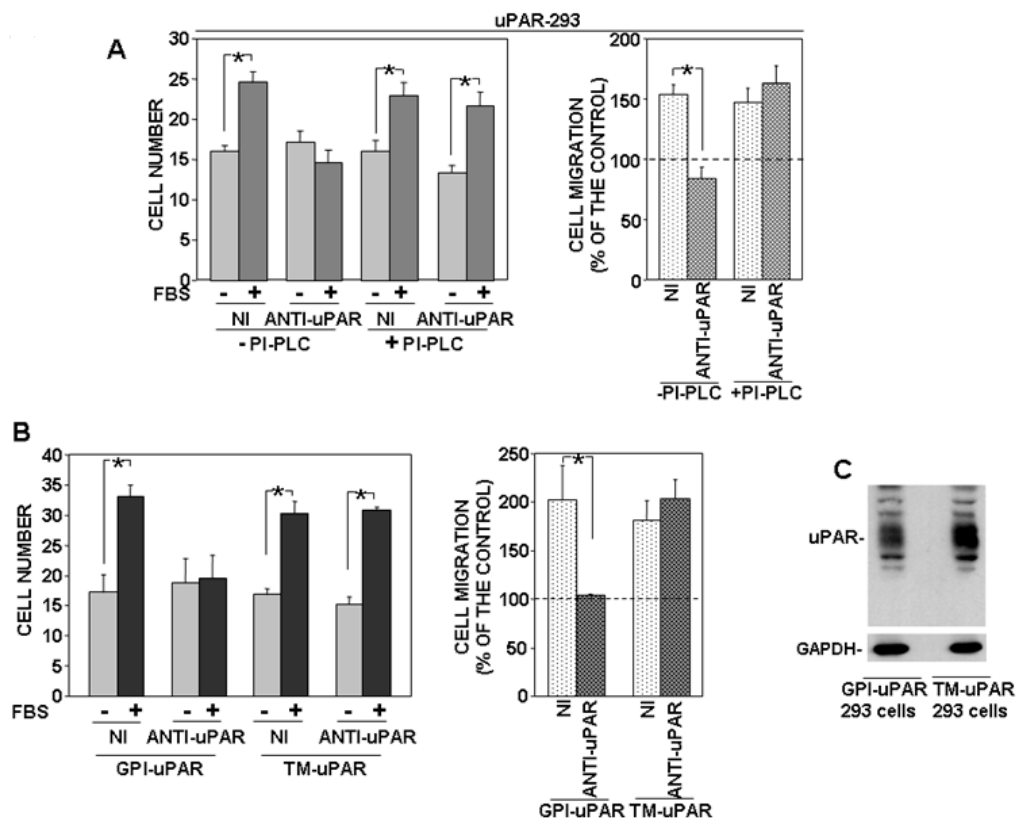 uPAR-293
A
CELL NUMBER
30
25
20
15
10
5
0
*
*
*
FBS - + - + - + - +
NI ANTI-uPAR NI ANTI-uPAR
- PI-PLC + PI-PLC
CELL MIGRATION
(% OF THE CONTROL)
200
150
100
50
0
*
NI ANTI-uPAR NI ANTI-uPAR
-PI-PLC +PI-PLC
B
CELL NUMBER
40
35
30
25
20
15
10
5
0
*
*
*
FBS - + - + - + - +
NI ANTI-uPAR NI ANTI-uPAR
GPI-uPAR TM-uPAR
CELL MIGRATION
(% OF THE CONTROL)
250
200
150
100
50
0
*
NI ANTI-uPAR NI ANTI-uPAR
GPI-uPAR TM-uPAR
C
uPAR-
GAPDH-
GPI-uPAR TM-uPAR
293 cells 293 cells